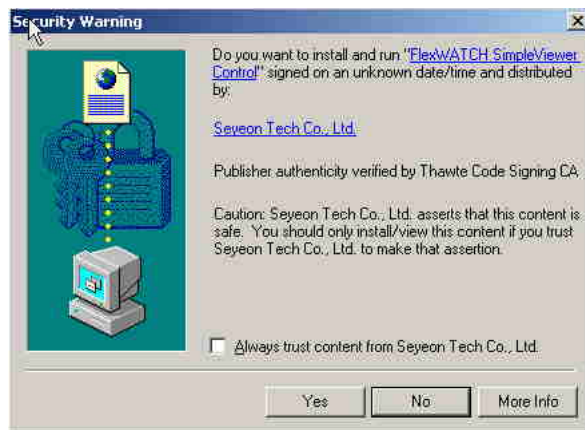 Security Warning
Do you want to install and run "FlexWATCH SimpleViewer
Control" signed on an unknown date/time and distributed
by:
Seyeon Tech Co., Ltd.
Publisher authenticity verified by Thawte Code Signing CA
Caution: Seyeon Tech Co., Ltd. asserts that this content is
safe. You should only install/view this content if you trust
Seyeon Tech Co., Ltd. to make that assertion.
Always trust content from Seyeon Tech Co., Ltd.
Yes No More Info